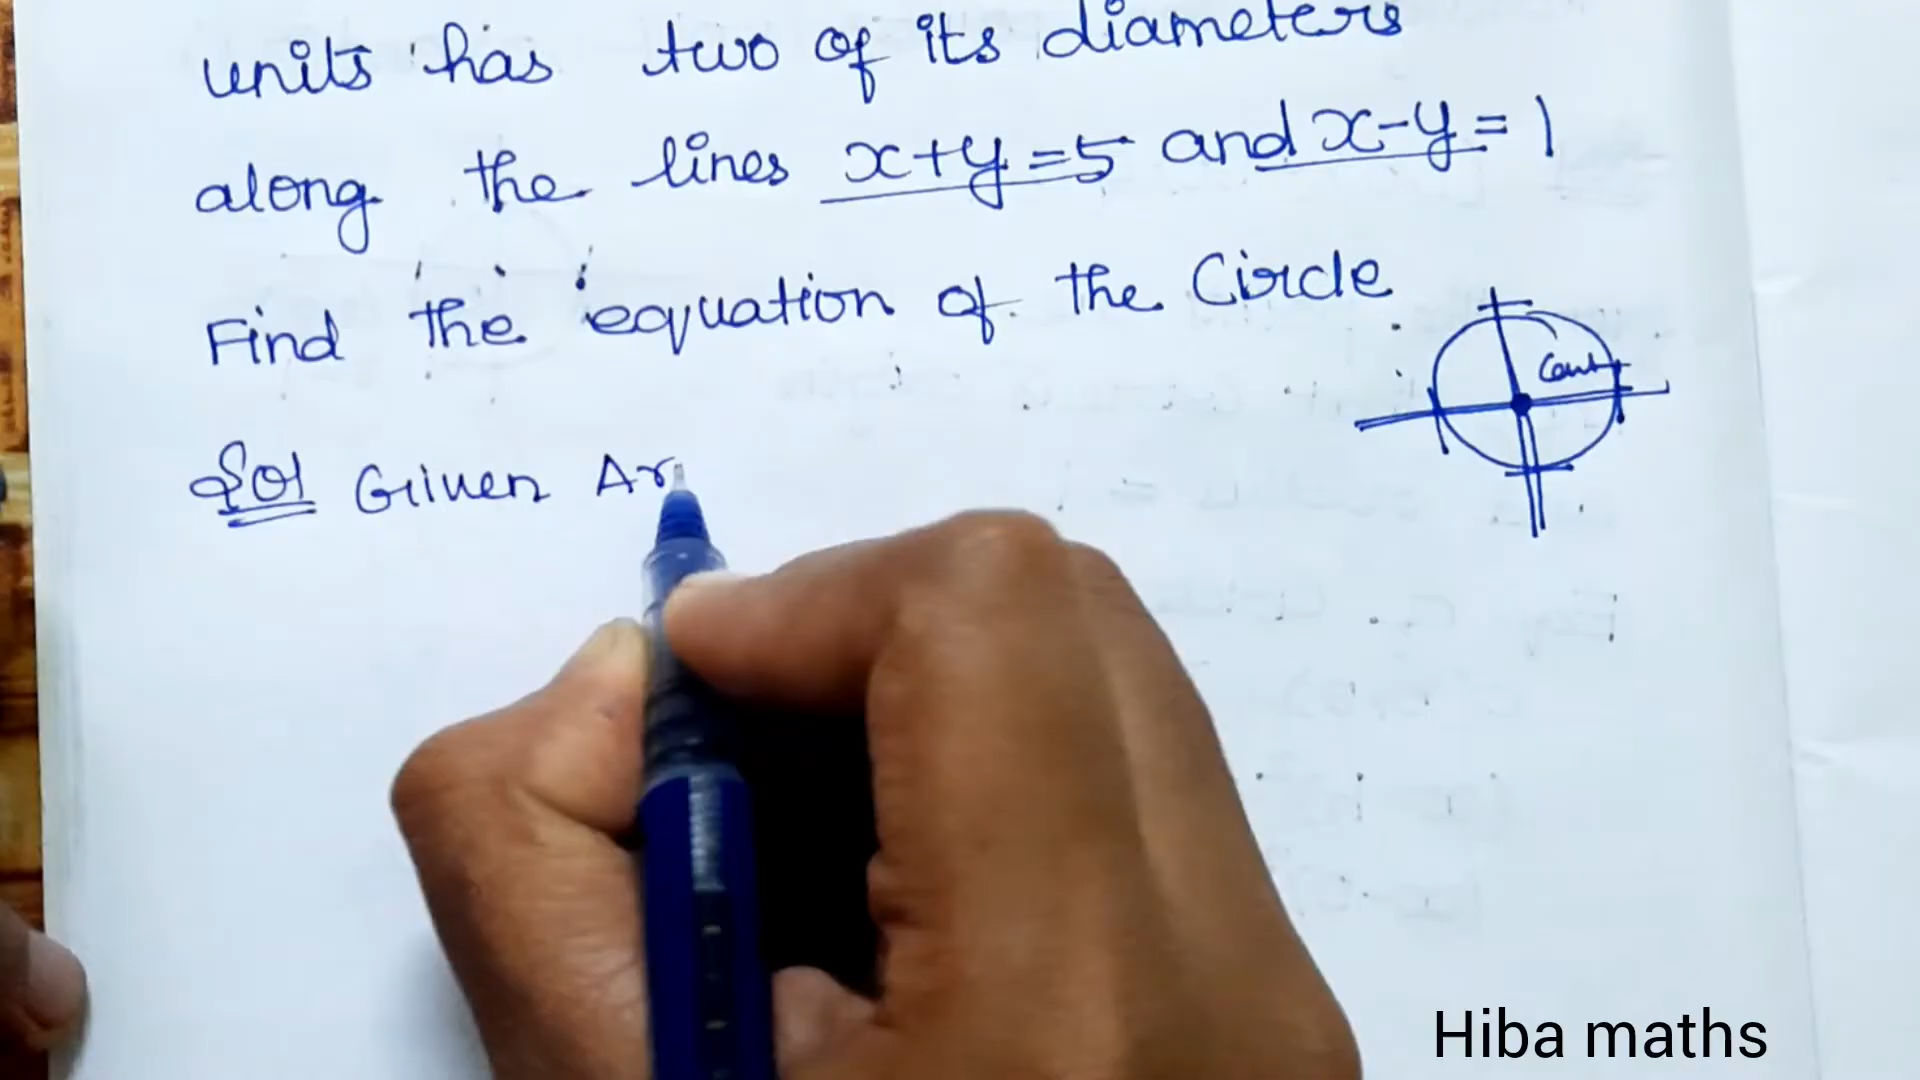 units has two of its diameters
along the lines x+y=5 and x-y=1
Find the equation of the Circle
Cent
Sol Given Ar
Hiba maths